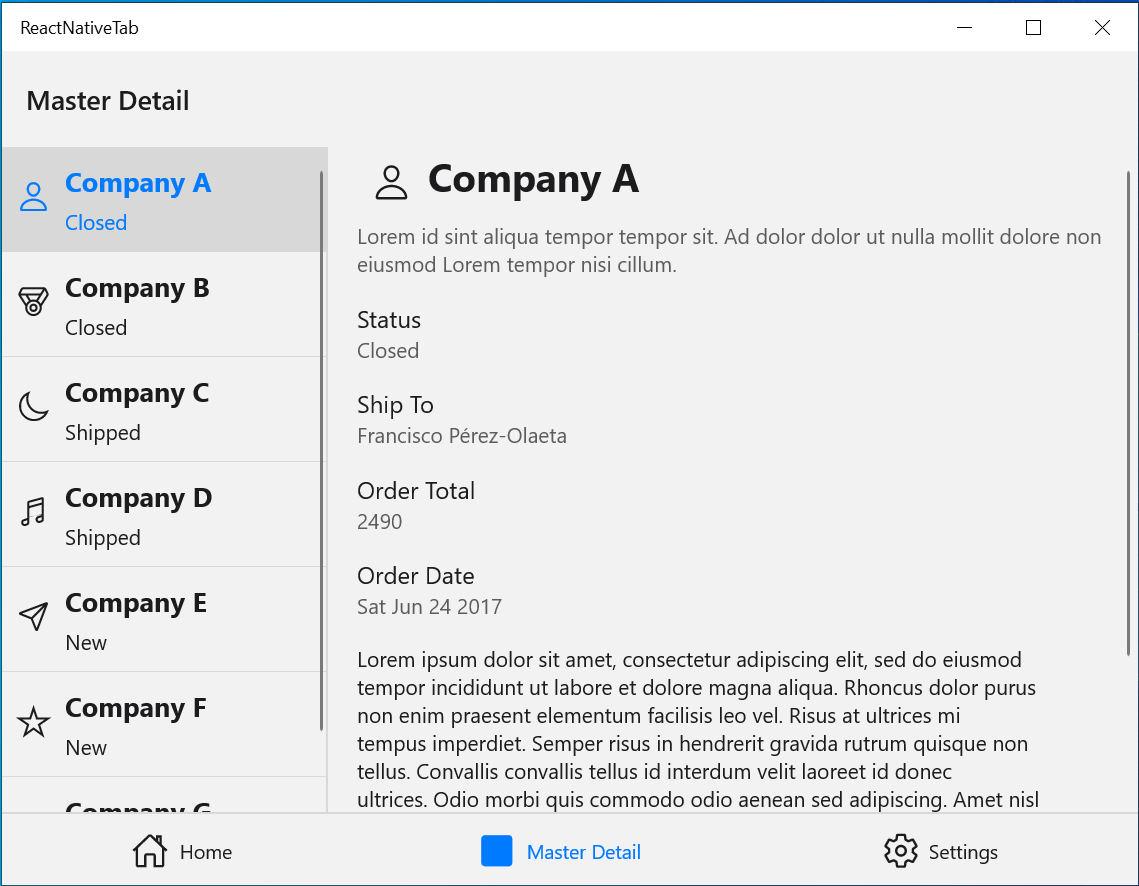 ReactNativeTab
Master Detail
Company A
Closed
Company B
Closed
Company C
Shipped
Company D
Shipped
Company E
New
Company F
New
Company G
Company A
Lorem id sint aliqua tempor tempor sit. Ad dolor dolor ut nulla mollit dolore non
eiusmod Lorem tempor nisi cillum.
Status
Closed
Ship To
Francisco Pérez-Olaeta
Order Total
2490
Order Date
Sat Jun 24 2017
Lorem ipsum dolor sit amet, consectetur adipiscing elit, sed do eiusmod
tempor incididunt ut labore et dolore magna aliqua. Rhoncus dolor purus
non enim praesent elementum facilisis leo vel. Risus at ultrices mi
tempus imperdiet. Semper risus in hendrerit gravida rutrum quisque non
tellus. Convallis convallis tellus id interdum velit laoreet id donec
ultrices. Odio morbi quis commodo odio aenean sed adipiscing. Amet nisl
Home
Master Detail
Settings